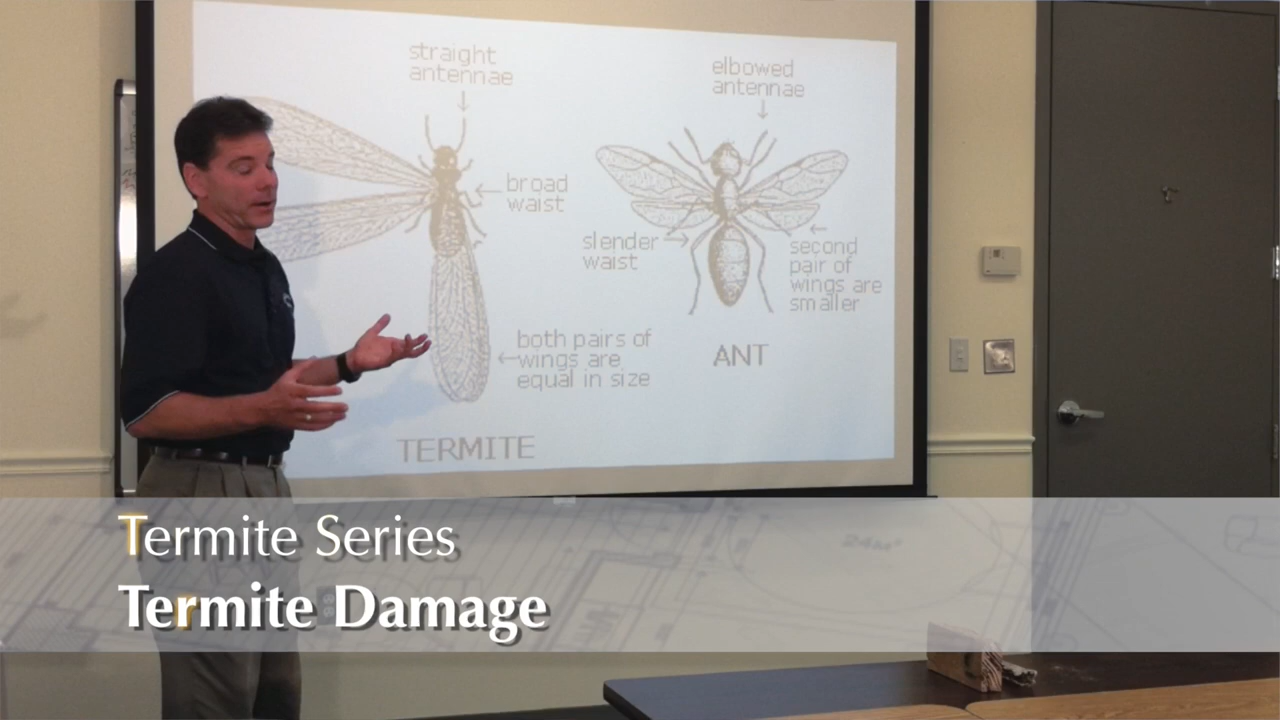 straight
antennae
elbowed
antennae
broad
waist
slender
waist
second
pair of
wings are
smaller
both pairs of
wings are
equal in size
ANT
TERMITE
Termite Series
Termite Damage